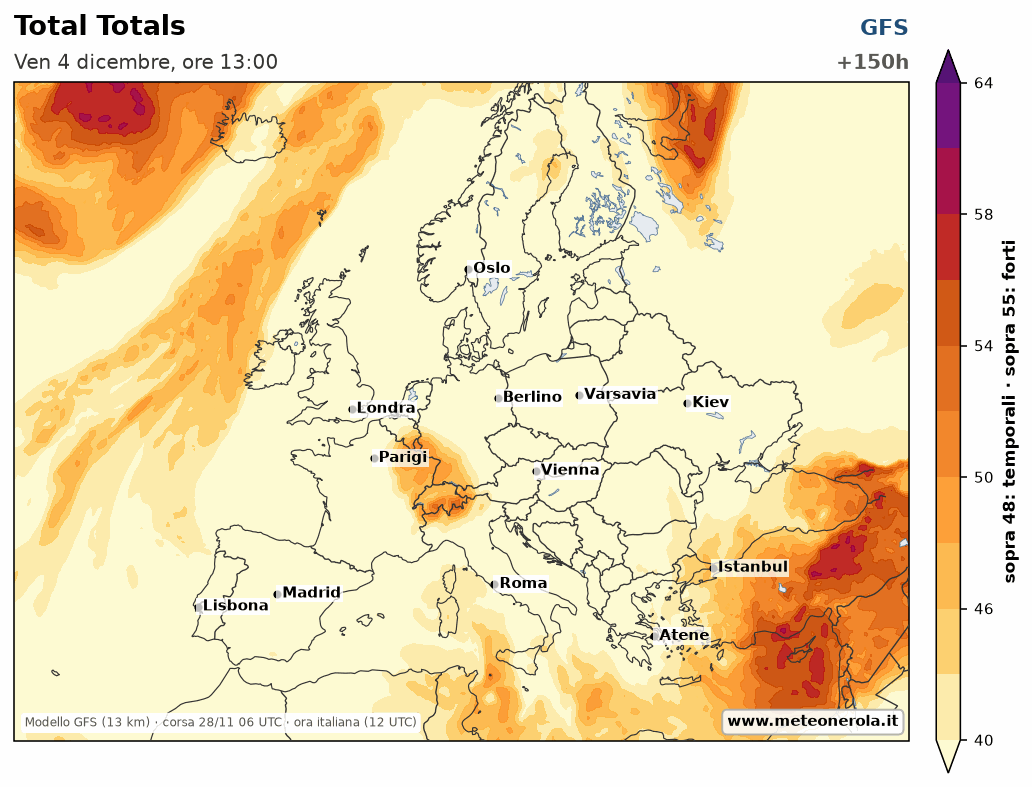 Total Totals
GFS
Ven 4 dicembre, ore 13:00
+150h
Oslo
Berlino
Varsavia
Kiev
Londra
Parigi
Vienna
Istanbul
Roma
Madrid
Lisbona
Atene
Modello GFS (13 km) · corsa 28/11 06 UTC · ora italiana (12 UTC)
www.meteonerola.it
64
58
54
50
46
40
sopra 48: temporali · sopra 55: forti